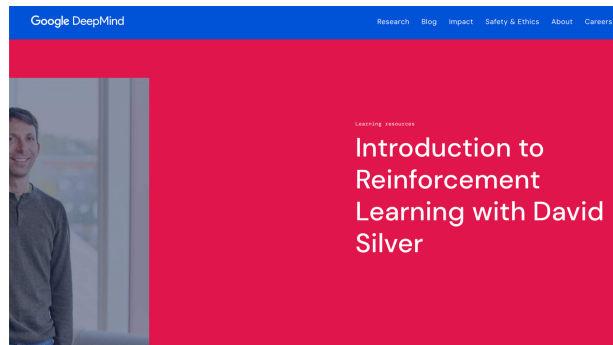 Google DeepMind
Research Blog Impact Safety & Ethics About Careers
Learning resources
Introduction to
Reinforcement
Learning with David
Silver